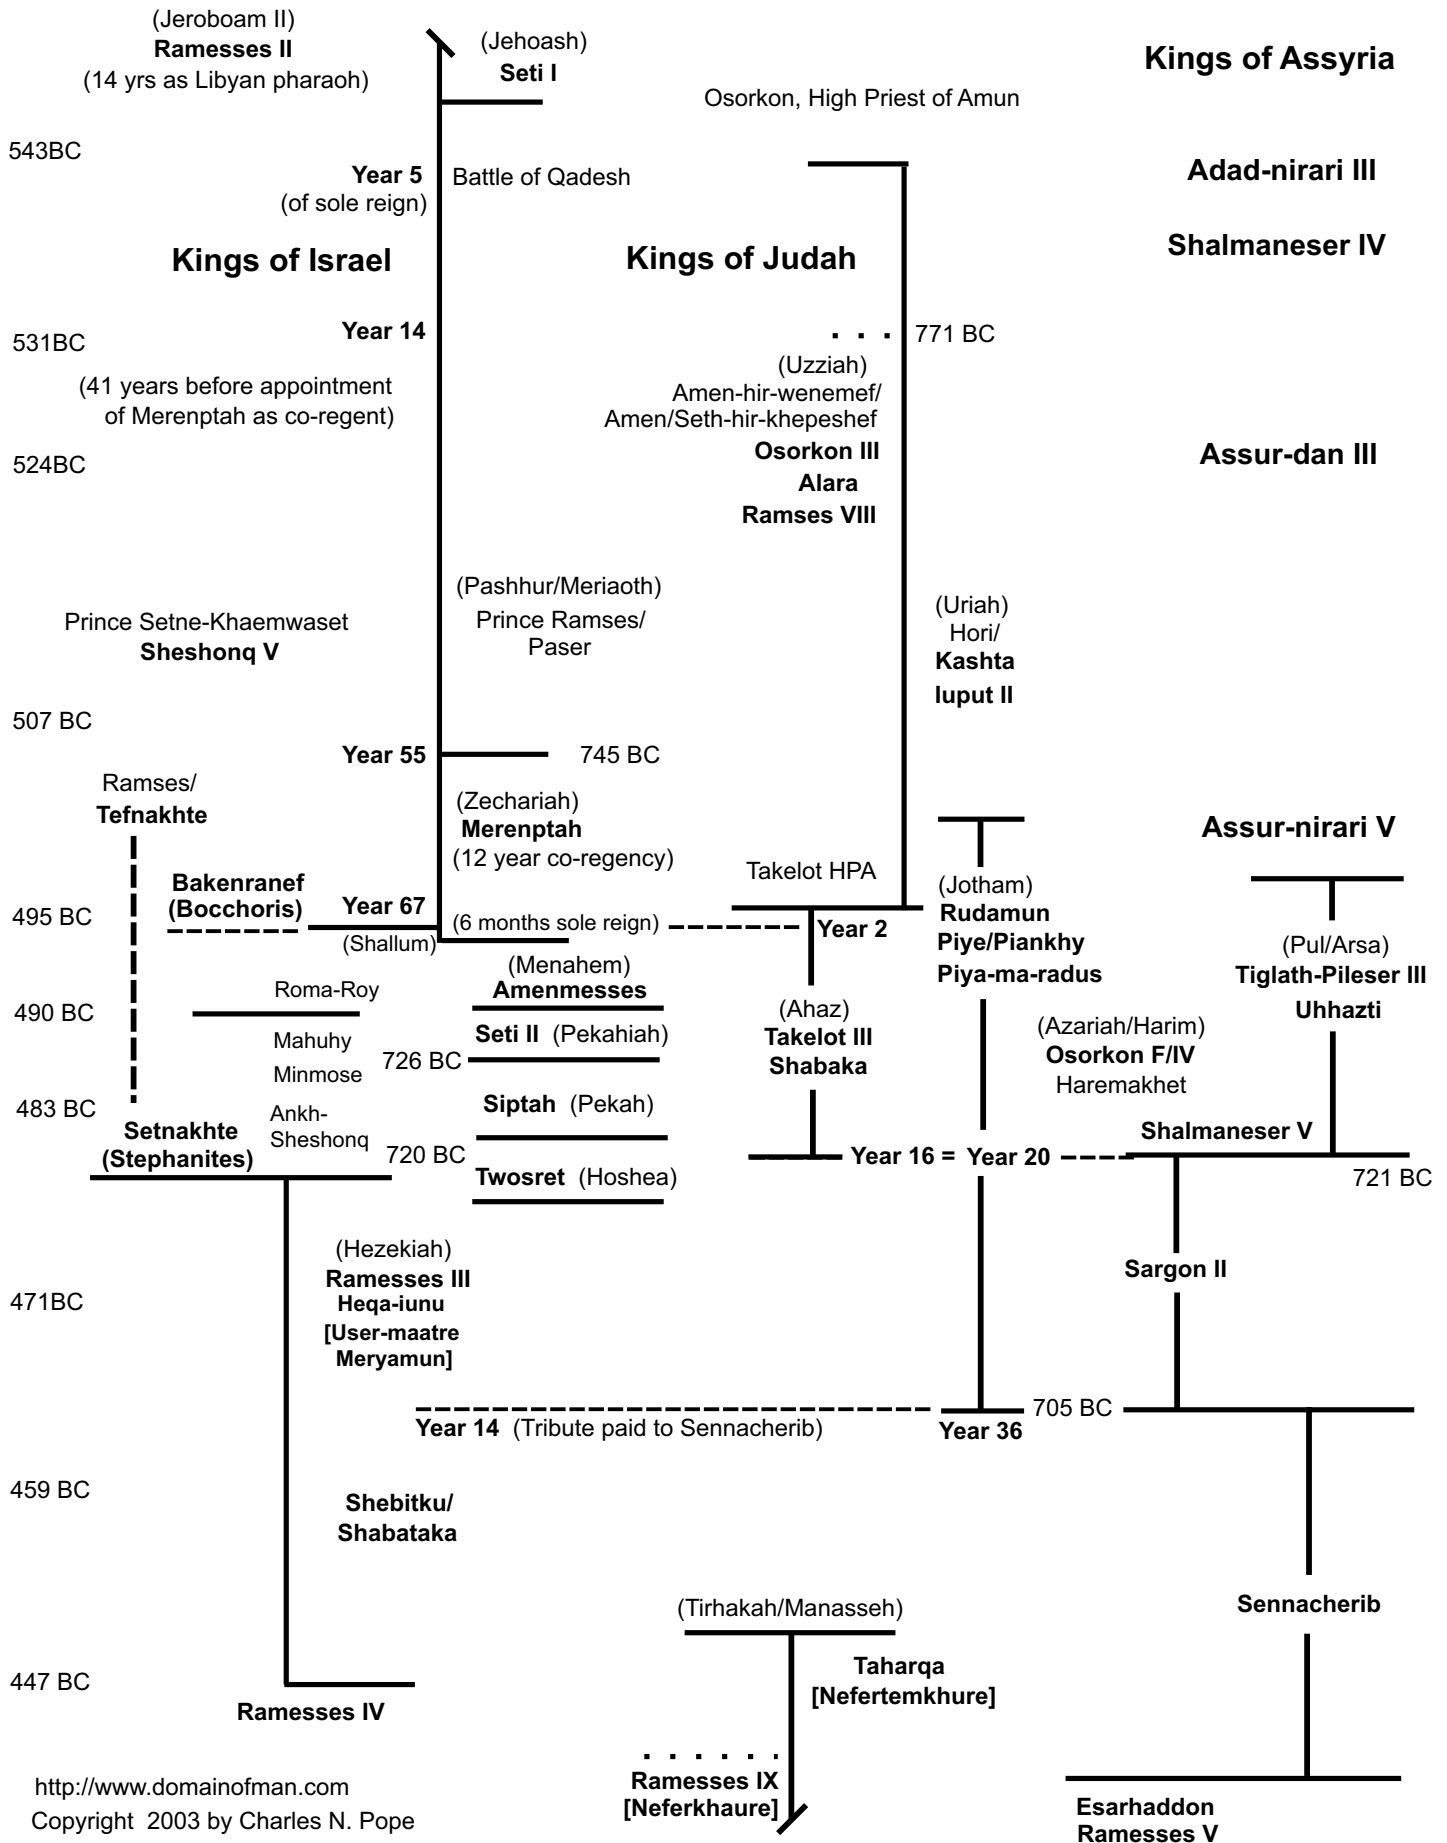 (Jeroboam II)
Ramesses II
(14 yrs as Libyan pharaoh)
(Jehoash)
Seti I
Kings of Assyria
Osorkon, High Priest of Amun
543BC
Year 5
(of sole reign)
Battle of Qadesh
Adad-nirari III
Kings of Israel
Kings of Judah
Shalmaneser IV
531BC
Year 14
771 BC
(41 years before appointment
of Merenptah as co-regent)
(Uzziah)
Amen-hir-wenemef/
Amen/Seth-hir-khepeshef
Osorkon III
Alara
Ramses VIII
524BC
Assur-dan III
Prince Setne-Khaemwaset
Sheshonq V
(Pashhur/Meriaoth)
Prince Ramses/
Paser
(Uriah)
Hori/
Kashta
Iuput II
507 BC
Year 55
745 BC
Ramses/
Tefnakhte
(Zechariah)
Merenptah
(12 year co-regency)
Assur-nirari V
Bakenranef
(Bocchoris)
Year 67
(Shallum)
(6 months sole reign)
Takelot HPA
Year 2
(Jotham)
Rudamun
Piye/Piankhy
Piya-ma-radus
495 BC
(Pul/Arsa)
Tiglath-Pileser III
Uhhazti
(Menahem)
Amenmesses
490 BC
Roma-Roy
Mahuhy
Minmose
Seti II (Pekahiah)
726 BC
(Ahaz)
Takelot III
Shabaka
(Azariah/Harim)
Osorkon F/IV
Haremakhet
483 BC
Setnakhte
(Stephanites)
Ankh-
Sheshonq
Siptah (Pekah)
720 BC
Twosret (Hoshea)
Year 16 = Year 20
Shalmaneser V
721 BC
(Hezekiah)
Ramesses III
Heqa-iunu
[User-maatre
Meryamun]
Sargon II
471BC
Year 14 (Tribute paid to Sennacherib)
Year 36
705 BC
459 BC
Shebitku/
Shabataka
(Tirhakah/Manasseh)
Sennacherib
447 BC
Taharqa
[Nefertemkhure]
Ramesses IV
Ramesses IX
[Neferkhaure]
http://www.domainofman.com
Copyright 2003 by Charles N. Pope
Esarhaddon
Ramesses V